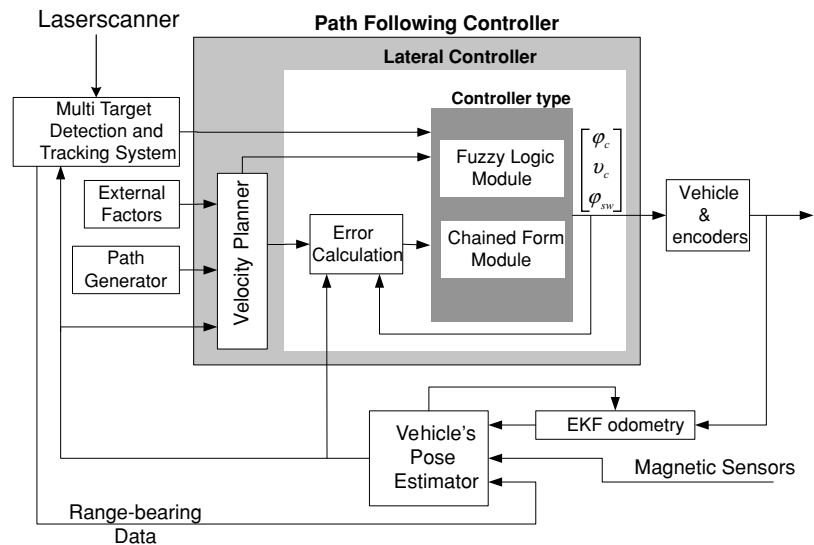 Laserscanner
Path Following Controller
Lateral Controller
Multi Target
Detection and
Tracking System
Controller type
Fuzzy Logic
Module
φc
υc
φsw
External
Factors
Velocity Planner
Error
Calculation
Chained Form
Module
Vehicle
&
encoders
Path
Generator
Vehicle's
Pose
Estimator
EKF odometry
Magnetic Sensors
Range-bearing
Data